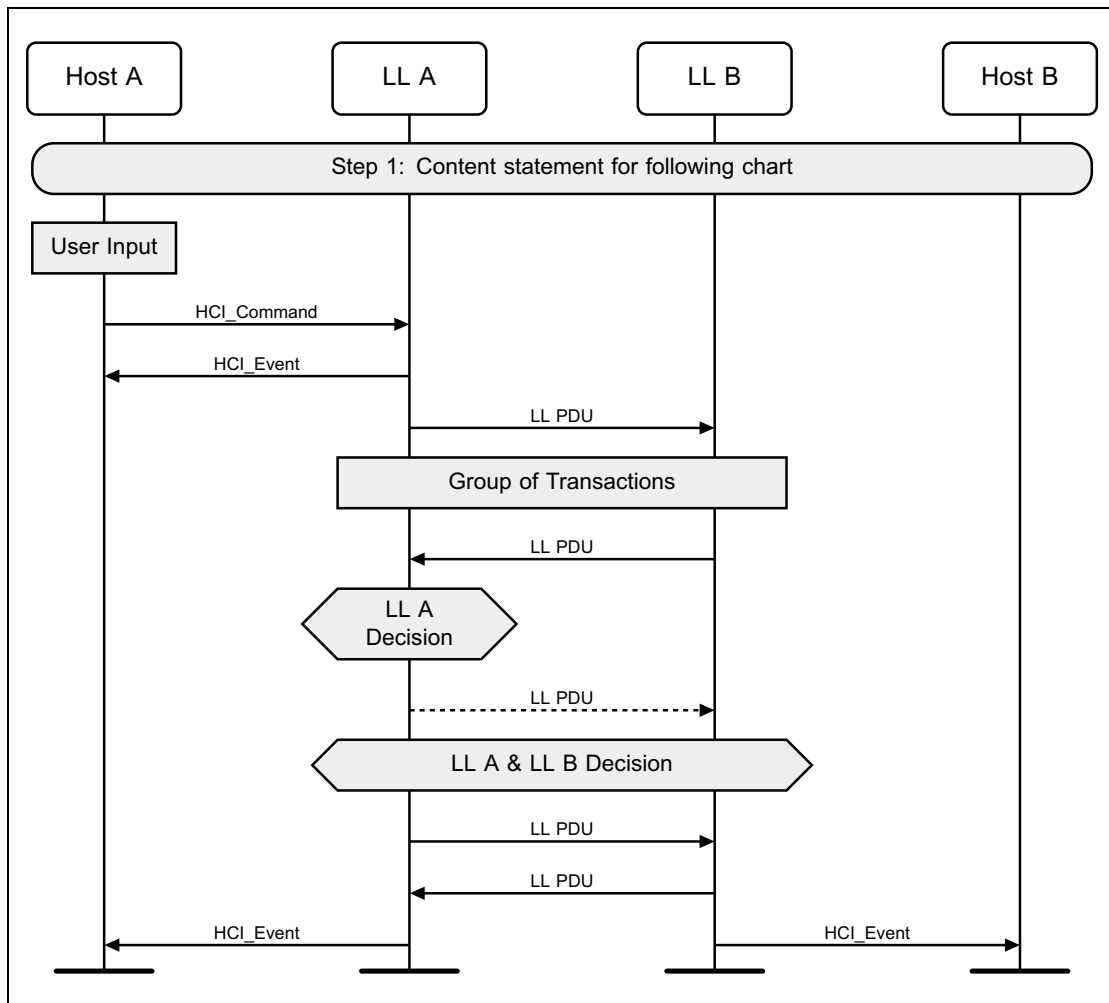 Host A
LL A
LL B
Host B
Step 1: Content statement for following chart
User Input
HCI_Command
HCI_Event
LL PDU
Group of Transactions
LL PDU
LL A
Decision
LL PDU
LL A & LL B Decision
LL PDU
LL PDU
HCI_Event
HCI_Event